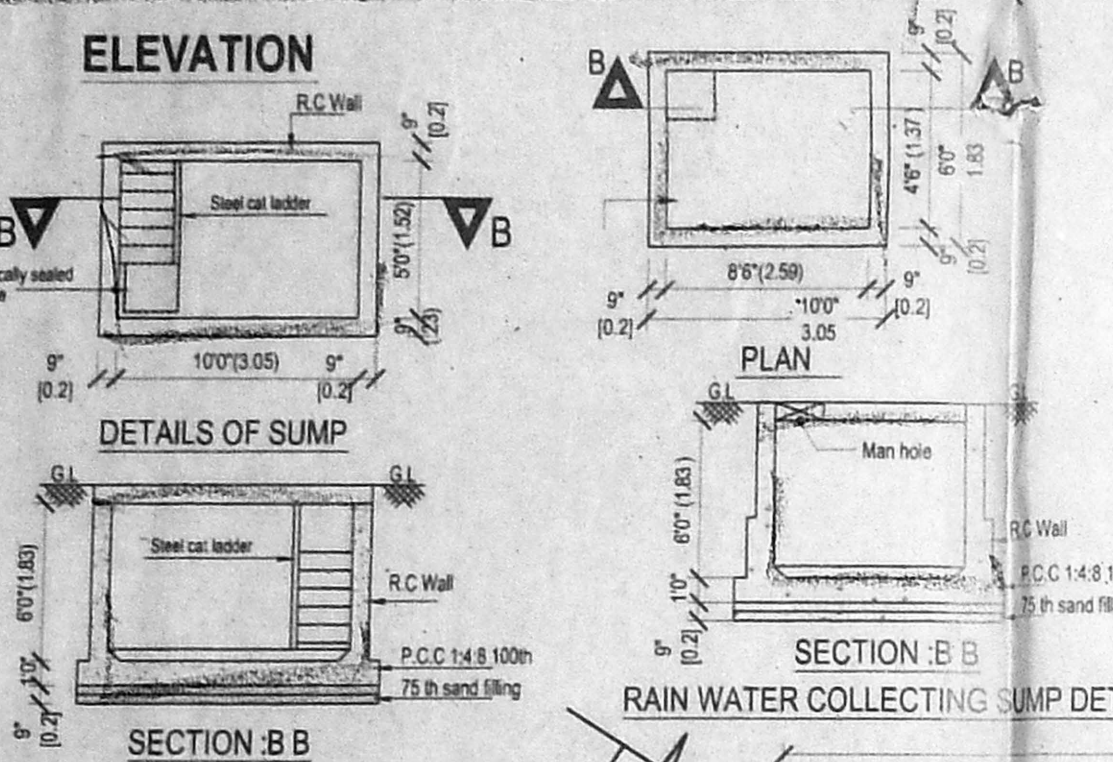 ELEVATION
R.C Wall
9"
[0.2]
Steel cat ladder
B
B
5'0"(1.52)
cally sealed
9"
[.23]
9"
[0.2]
10'0"(3.05)
9"
[0.2]
DETAILS OF SUMP
G.L
G.L
6'0"(1.83)
Steel cat ladder
R.C Wall
1'0"
P.C.C 1:4:8 100th
75 th sand filling
9"
[0.2]
SECTION :B B
B
B
9"
[0.2]
4'6" (1.37 )
6'0"
1.83
9"
[0.2]
8'6"(2.59)
9"
[0.2]
"10'0"
3.05
9"
[0.2]
PLAN
G.L
G.L
Man hole
6'0" (1.83 )
R.C Wall
1'0"
P.C.C 1:4:8 1
75 th sand fill
9"
[0.2]
SECTION :B B
RAIN WATER COLLECTING SUMP DET